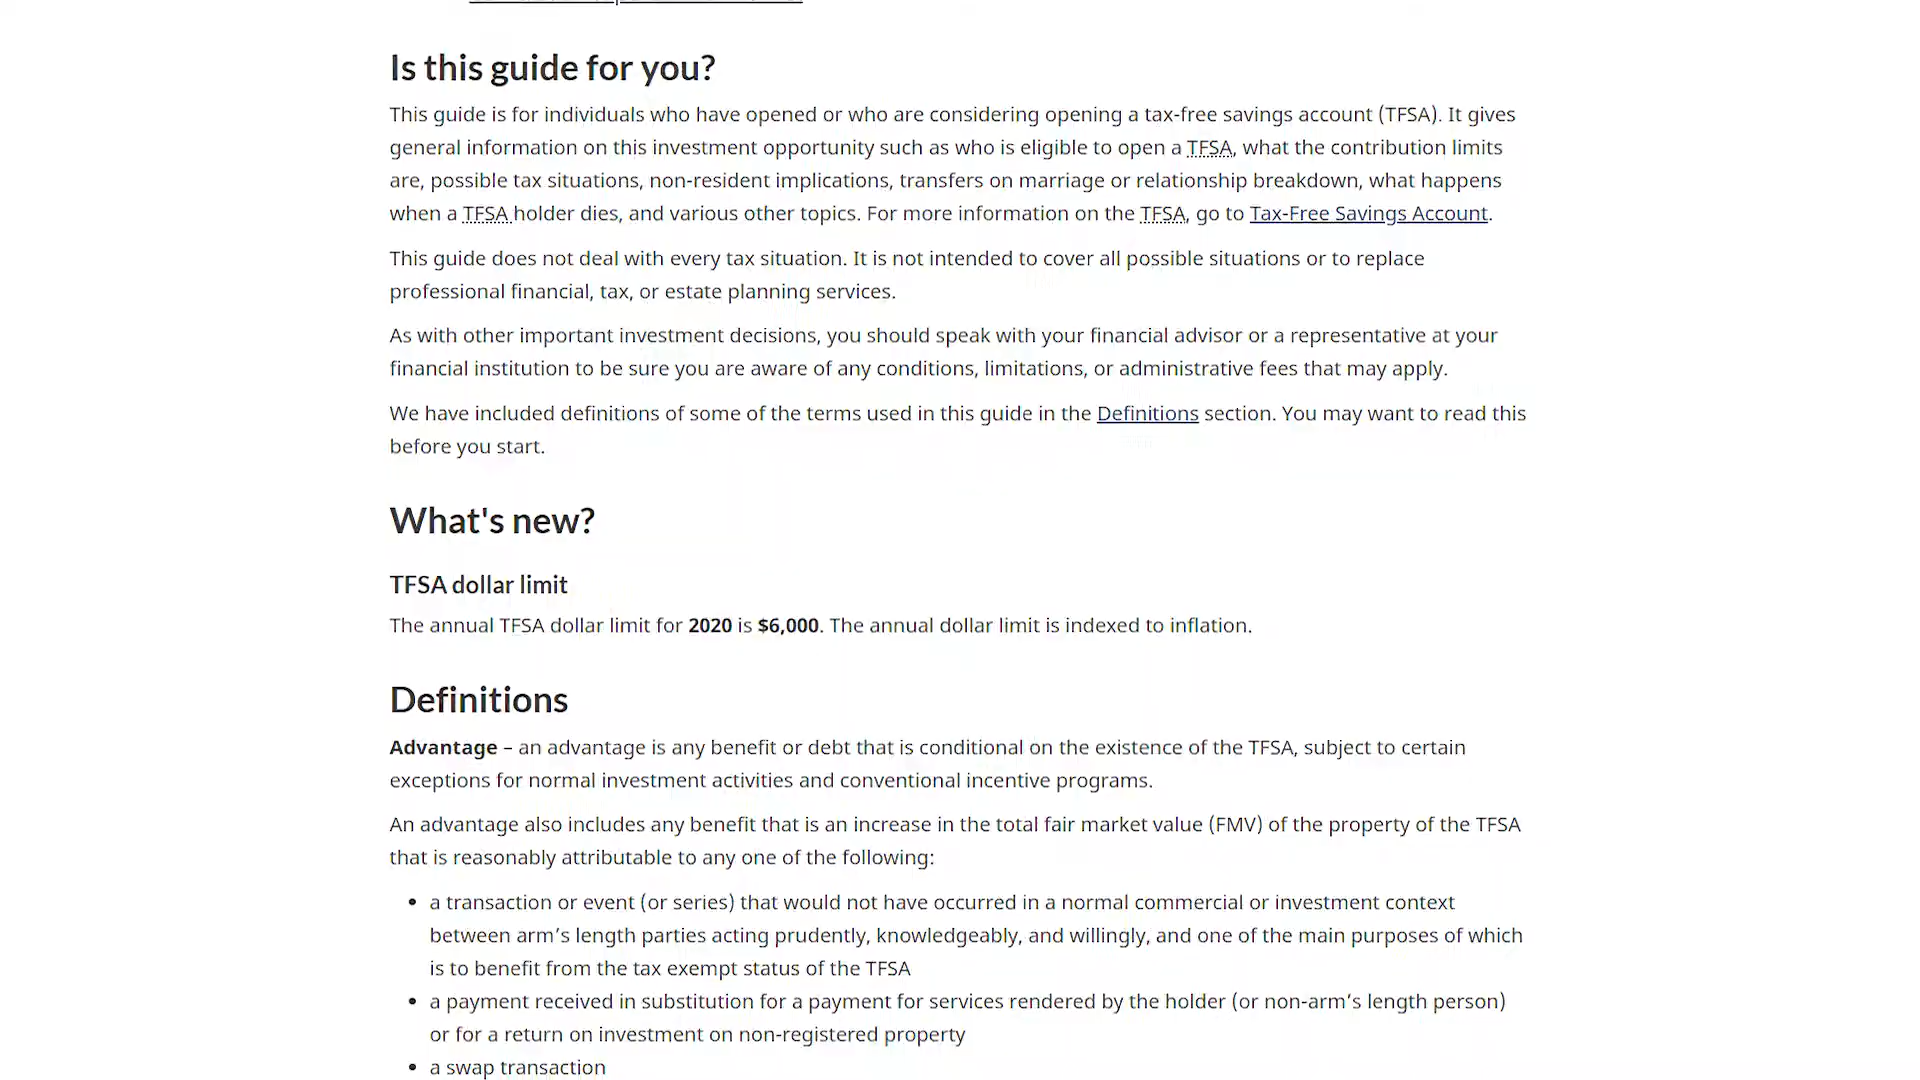 Is this guide for you?
This guide is for individuals who have opened or who are considering opening a tax-free savings account (TFSA). It gives
general information on this investment opportunity such as who is eligible to open a TFSA, what the contribution limits
are, possible tax situations, non-resident implications, transfers on marriage or relationship breakdown, what happens
when a TFSA holder dies, and various other topics. For more information on the TFSA, go to Tax-Free Savings Account.
This guide does not deal with every tax situation. It is not intended to cover all possible situations or to replace
professional financial, tax, or estate planning services.
As with other important investment decisions, you should speak with your financial advisor or a representative at your
financial institution to be sure you are aware of any conditions, limitations, or administrative fees that may apply.
We have included definitions of some of the terms used in this guide in the Definitions section. You may want to read this
before you start.
What's new?
TFSA dollar limit
The annual TFSA dollar limit for 2020 is $6,000. The annual dollar limit is indexed to inflation.
Definitions
Advantage – an advantage is any benefit or debt that is conditional on the existence of the TFSA, subject to certain
exceptions for normal investment activities and conventional incentive programs.
An advantage also includes any benefit that is an increase in the total fair market value (FMV) of the property of the TFSA
that is reasonably attributable to any one of the following:
• a transaction or event (or series) that would not have occurred in a normal commercial or investment context
between arm’s length parties acting prudently, knowledgeably, and willingly, and one of the main purposes of which
is to benefit from the tax exempt status of the TFSA
• a payment received in substitution for a payment for services rendered by the holder (or non-arm’s length person)
or for a return on investment on non-registered property
• a swap transaction